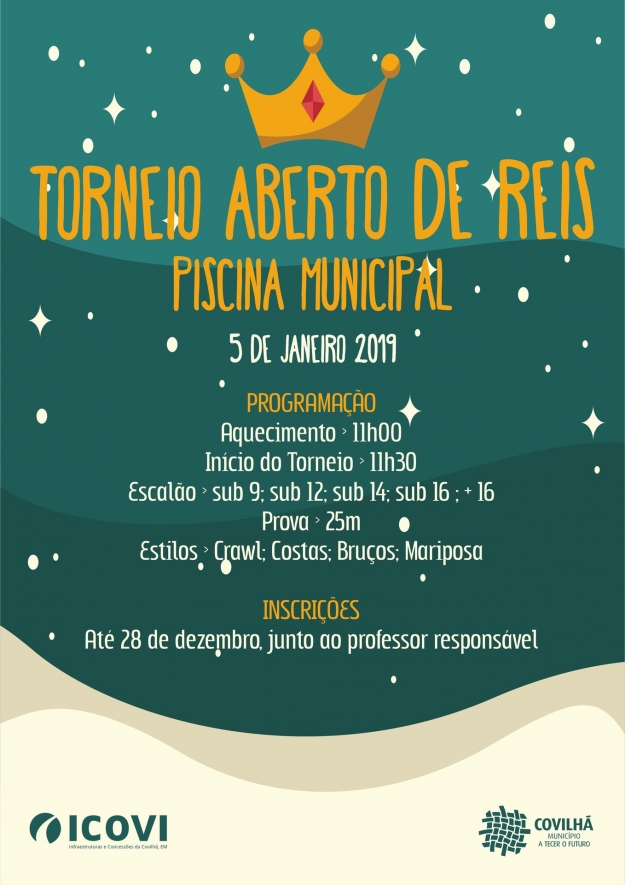 TORNEIO ABERTO DE REIS
PISCINA MUNICIPAL
5 DE JANEIRO 2019
PROGRAMAÇÃO
Aquecimento > 11h00
Início do Torneio > 11h30
Escalão > sub 9; sub 12; sub 14; sub 16 ; + 16
Prova > 25m
Estilos > Crawl; Costas; Bruços; Mariposa
INSCRIÇÕES
Até 28 de dezembro, junto ao professor responsável
ICOVI
Infraestruturas e Concessões da Covilhã, EM
COVILHÃ
MUNICÍPIO
A TECER O FUTURO